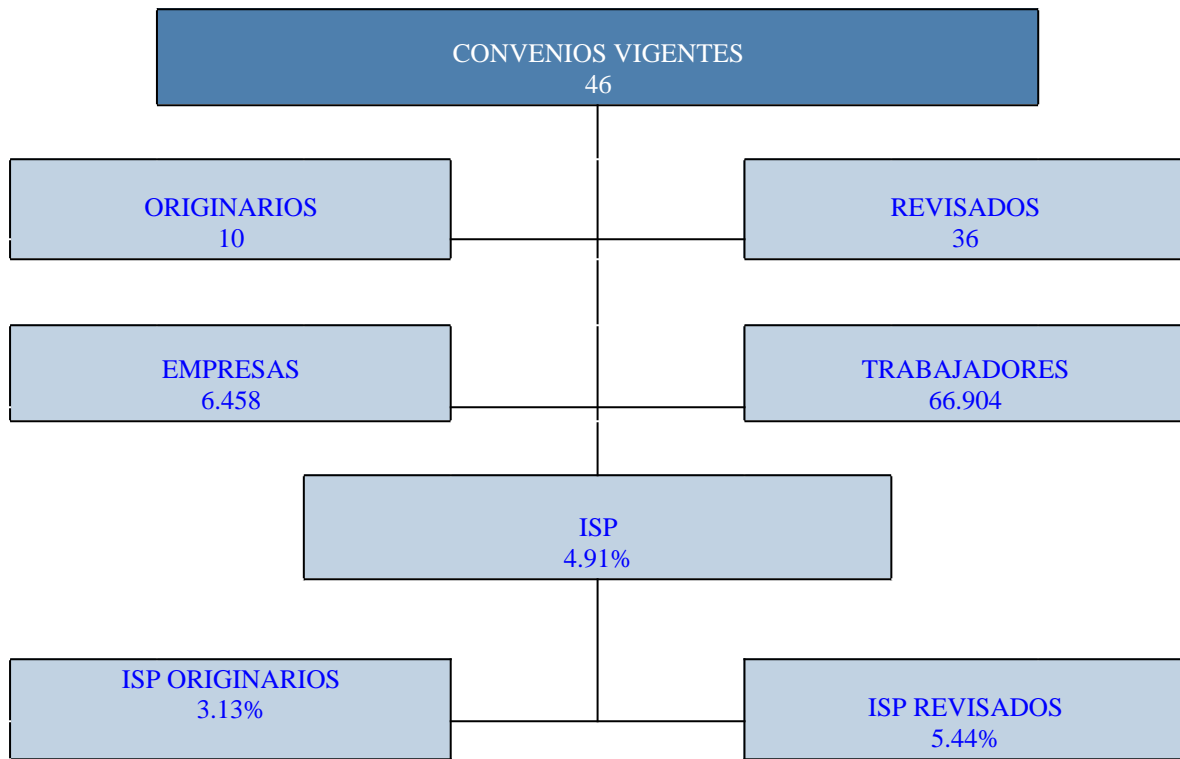 CONVENIOS VIGENTES
46
ORIGINARIOS
10
REVISADOS
36
EMPRESAS
6.458
TRABAJADORES
66.904
ISP
4.91%
ISP ORIGINARIOS
3.13%
ISP REVISADOS
5.44%